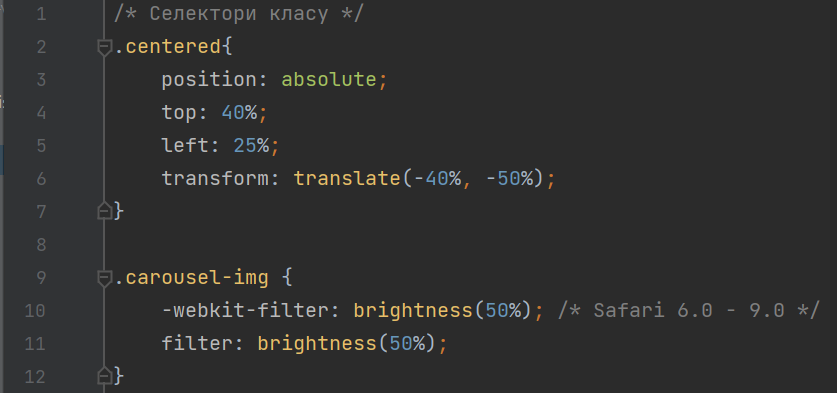 1 /* Селектори класу */
2 .centered{
3     position: absolute;
4     top: 40%;
5     left: 25%;
6     transform: translate(-40%, -50%);
7 }
8
9 .carousel-img {
10     -webkit-filter: brightness(50%); /* Safari 6.0 - 9.0 */
11     filter: brightness(50%);
12 }